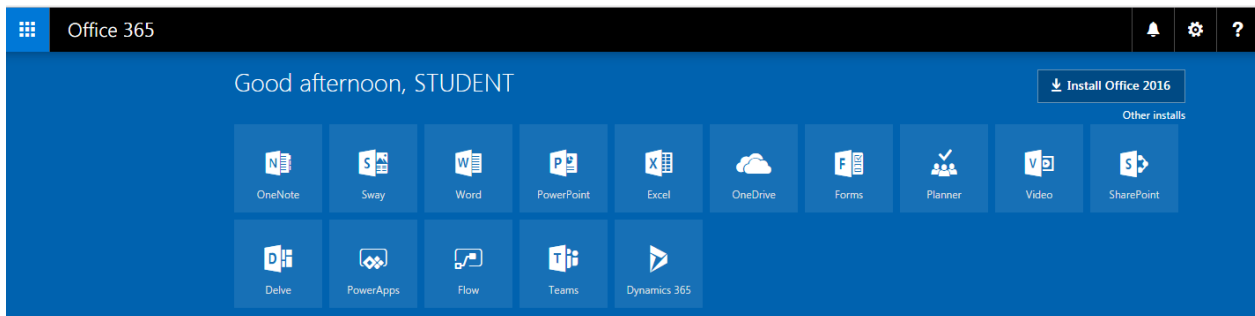 Office 365 ?
Good afternoon, STUDENT
Install Office 2016
Other installs
N S W P X F V S
OneNote Sway Word PowerPoint Excel OneDrive Forms Planner Video SharePoint
D T
Delve PowerApps Flow Teams Dynamics 365